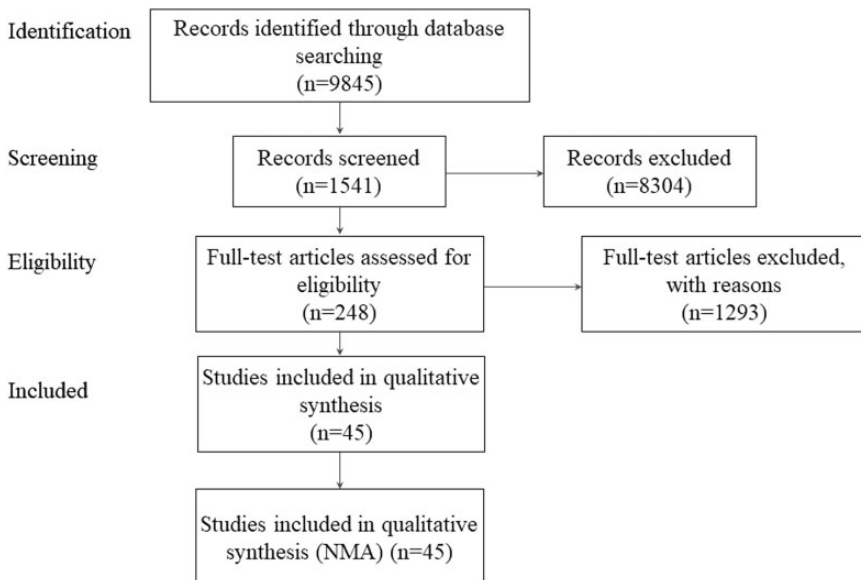 Identification
Records identified through database
searching
(n=9845)
Screening
Records screened
(n=1541)
Records excluded
(n=8304)
Eligibility
Full-test articles assessed for
eligibility
(n=248)
Full-test articles excluded,
with reasons
(n=1293)
Included
Studies included in qualitative
synthesis
(n=45)
Studies included in qualitative
synthesis (NMA) (n=45)